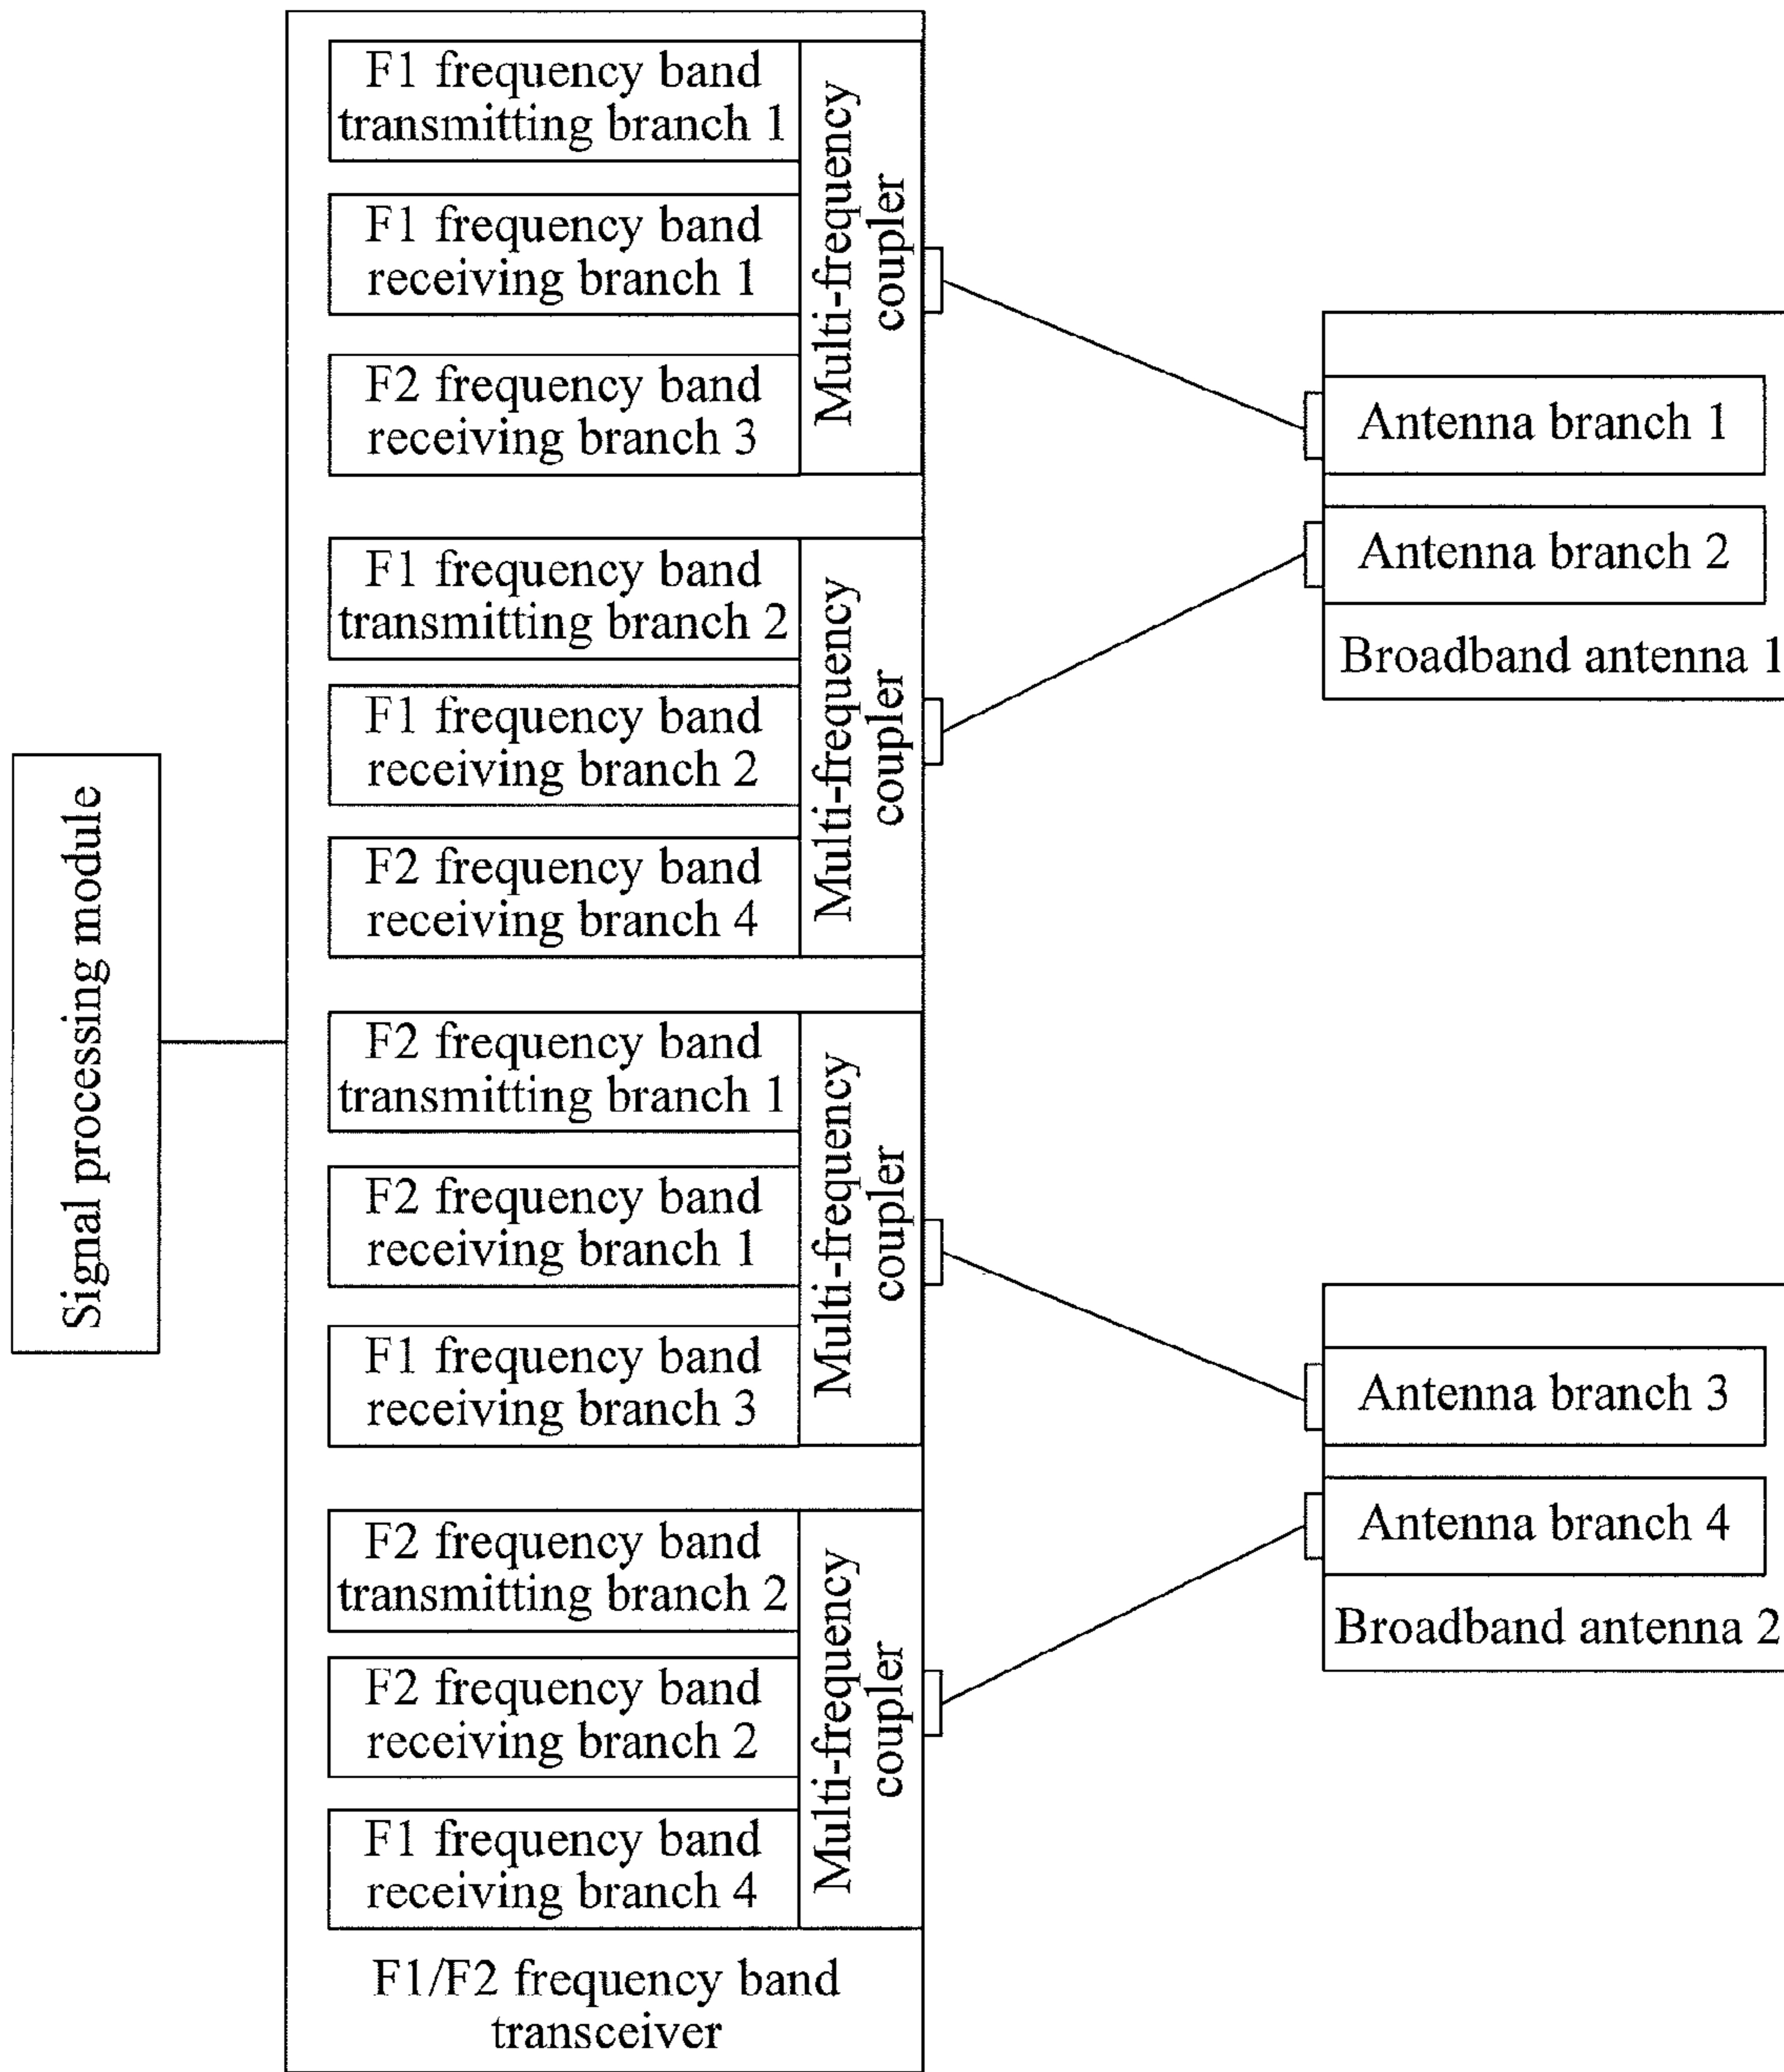 Signal processing module
F1 frequency band
transmitting branch 1
F1 frequency band
receiving branch 1
F2 frequency band
receiving branch 3
Multi-frequency
coupler
F1 frequency band
transmitting branch 2
F1 frequency band
receiving branch 2
F2 frequency band
receiving branch 4
Multi-frequency
coupler
F2 frequency band
transmitting branch 1
F2 frequency band
receiving branch 1
F1 frequency band
receiving branch 3
Multi-frequency
coupler
F2 frequency band
transmitting branch 2
F2 frequency band
receiving branch 2
F1 frequency band
receiving branch 4
Multi-frequency
coupler
F1/F2 frequency band
transceiver
Antenna branch 1
Antenna branch 2
Broadband antenna 1
Antenna branch 3
Antenna branch 4
Broadband antenna 2